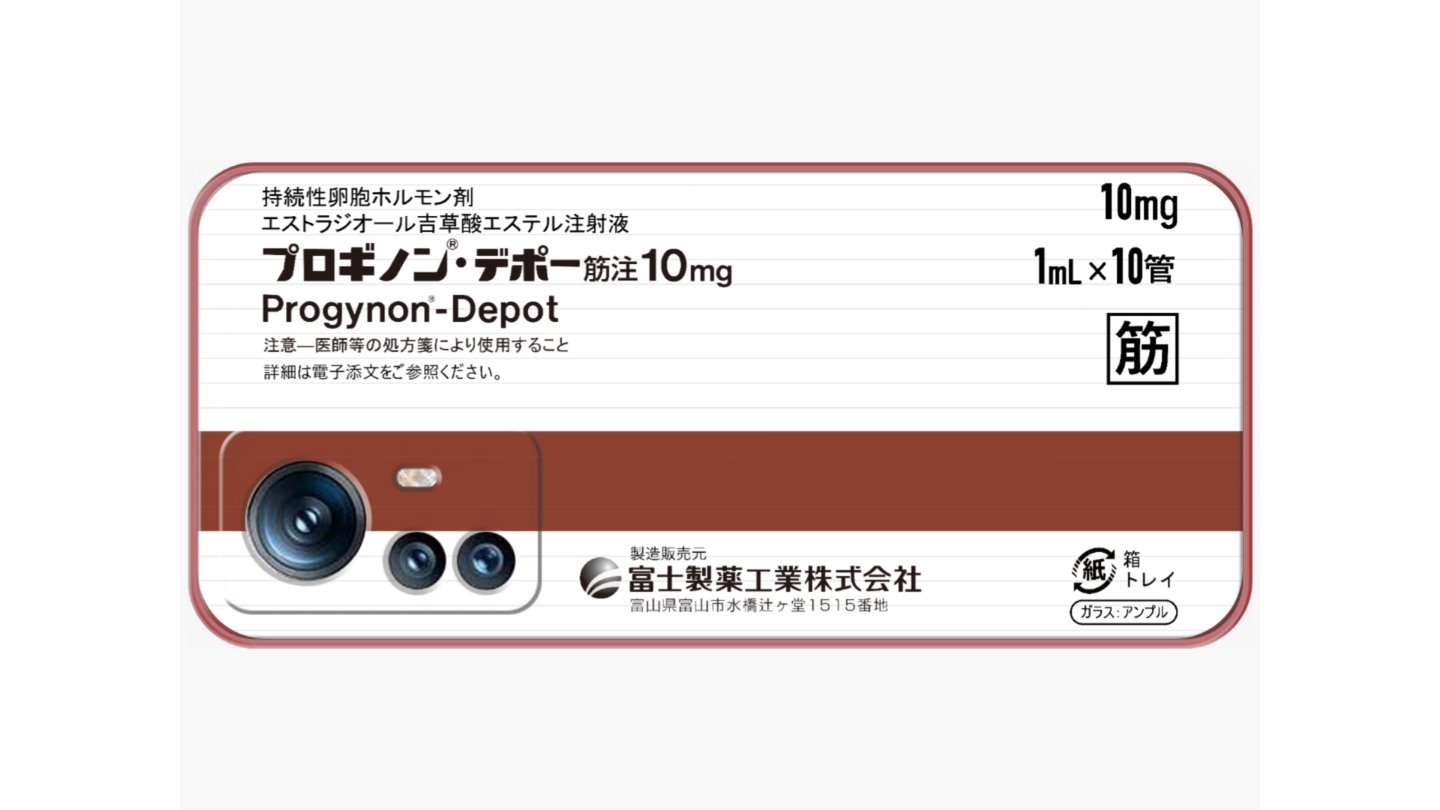 持続性卵胞ホルモン剤
エストラジオール吉草酸エステル注射液
プロギノン®・デポー筋注10mg
Progynon®-Depot
注意―医師等の処方箋により使用すること
詳細は電子添文をご参照ください。
10mg
1mL×10管
筋
製造販売元
富士製薬工業株式会社
富山県富山市水橋辻ヶ堂1515番地
紙
箱
トレイ
ガラス:アンプル